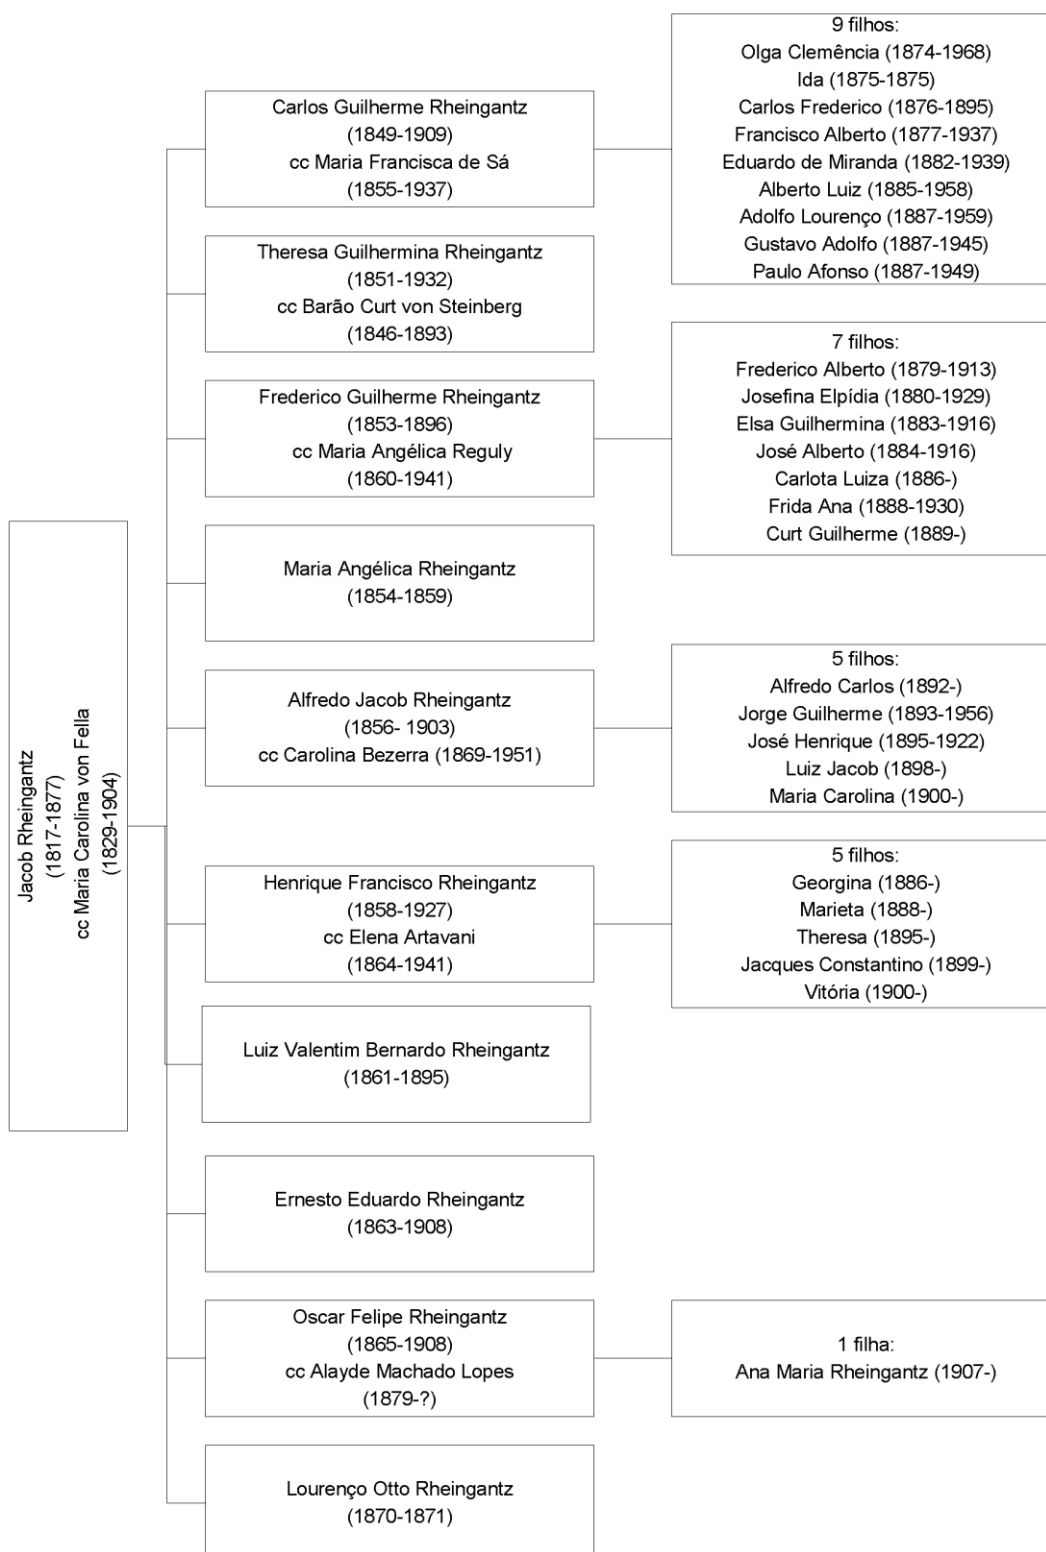 Jacob Rheingantz
(1817-1877)
cc Maria Carolina von Fella
(1829-1904)
Carlos Guilherme Rheingantz
(1849-1909)
cc Maria Francisca de Sá
(1855-1937)
9 filhos:
Olga Clemência (1874-1968)
Ida (1875-1875)
Carlos Frederico (1876-1895)
Francisco Alberto (1877-1937)
Eduardo de Miranda (1882-1939)
Alberto Luiz (1885-1958)
Adolfo Lourenço (1887-1959)
Gustavo Adolfo (1887-1945)
Paulo Afonso (1887-1949)
Theresa Guilhermina Rheingantz
(1851-1932)
cc Barão Curt von Steinberg
(1846-1893)
Frederico Guilherme Rheingantz
(1853-1896)
cc Maria Angélica Reguly
(1860-1941)
7 filhos:
Frederico Alberto (1879-1913)
Josefina Elpídia (1880-1929)
Elsa Guilhermina (1883-1916)
José Alberto (1884-1916)
Carlota Luiza (1886-)
Frida Ana (1888-1930)
Curt Guilherme (1889-)
Maria Angélica Rheingantz
(1854-1859)
Alfredo Jacob Rheingantz
(1856- 1903)
cc Carolina Bezerra (1869-1951)
5 filhos:
Alfredo Carlos (1892-)
Jorge Guilherme (1893-1956)
José Henrique (1895-1922)
Luiz Jacob (1898-)
Maria Carolina (1900-)
Henrique Francisco Rheingantz
(1858-1927)
cc Elena Artavani
(1864-1941)
5 filhos:
Georgina (1886-)
Marieta (1888-)
Theresa (1895-)
Jacques Constantino (1899-)
Vitória (1900-)
Luiz Valentim Bernardo Rheingantz
(1861-1895)
Ernesto Eduardo Rheingantz
(1863-1908)
Oscar Felipe Rheingantz
(1865-1908)
cc Alayde Machado Lopes
(1879-?)
1 filha:
Ana Maria Rheingantz (1907-)
Lourenço Otto Rheingantz
(1870-1871)